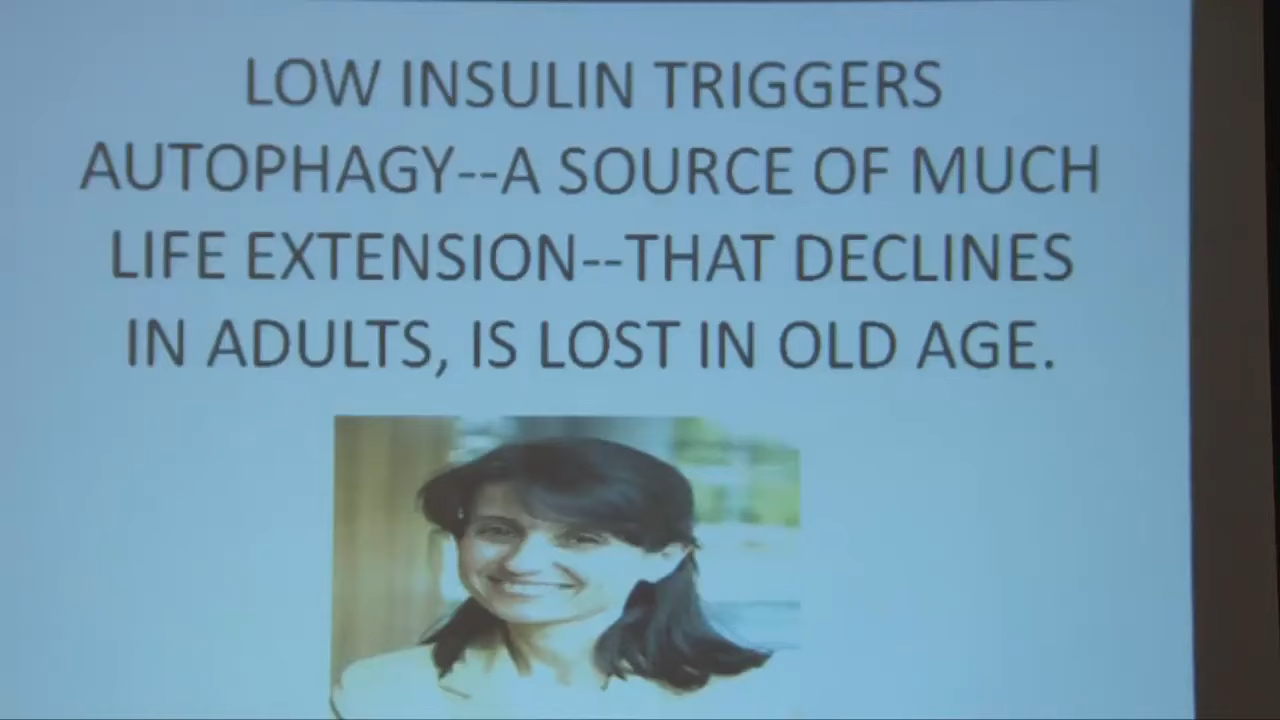 LOW INSULIN TRIGGERS
AUTOPHAGY--A SOURCE OF MUCH
LIFE EXTENSION--THAT DECLINES
IN ADULTS, IS LOST IN OLD AGE.